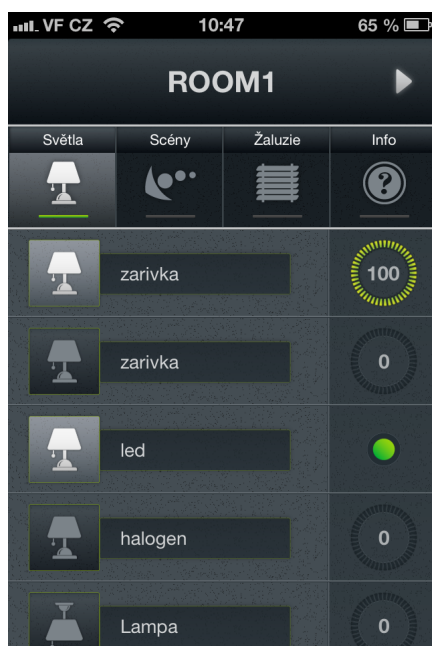 VF CZ 10:47 65 %
ROOM1
Světla Scény Žaluzie Info
?
zarivka 100
zarivka 0
led
halogen 0
Lampa 0